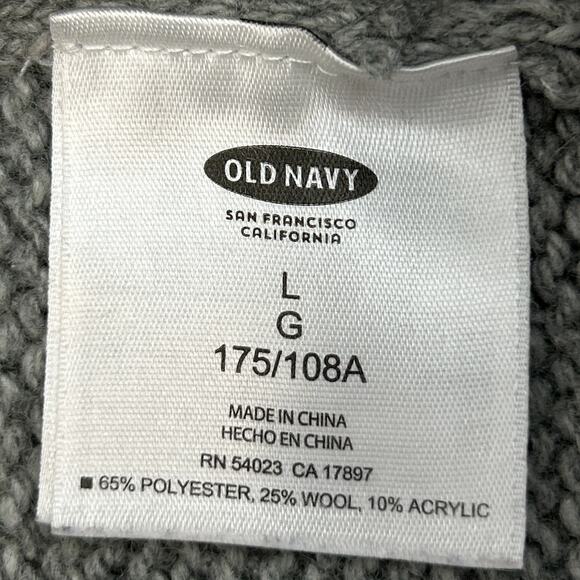 OLD NAVY
SAN FRANCISCO
CALIFORNIA
L
G
175/108A
MADE IN CHINA
HECHO EN CHINA
RN 54023 CA 17897
■ 65% POLYESTER, 25% WOOL, 10% ACRYLIC